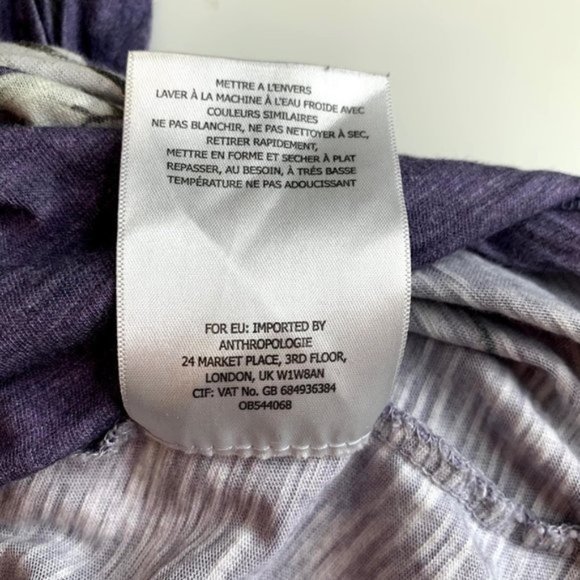 METTRE A L'ENVERS
LAVER À LA MACHINE À L'EAU FROIDE AVEC
COULEURS SIMILAIRES
NE PAS BLANCHIR, NE PAS NETTOYER À SEC,
RETIRER RAPIDEMENT,
METTRE EN FORME ET SECHER À PLAT
REPASSER, AU BESOIN, À TRÉS BASSE
TEMPÉRATURE NE PAS ADOUCISSANT
FOR EU: IMPORTED BY
ANTHROPOLOGIE
24 MARKET PLACE, 3RD FLOOR,
LONDON, UK W1W8AN
CIF: VAT No. GB 684936384
OB544068